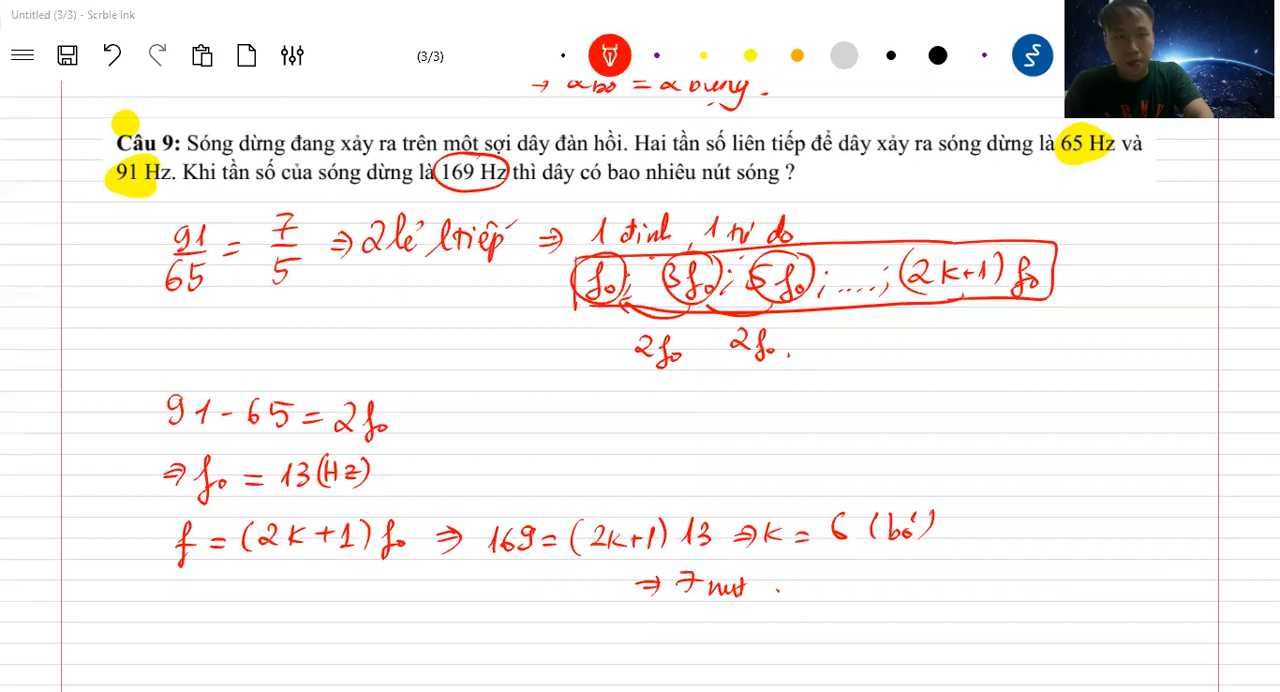 Untitled (3/3) - Scrble Ink
(3/3)
Câu 9: Sóng dừng đang xảy ra trên một sợi dây đàn hồi. Hai tần số liên tiếp để dây xảy ra sóng dừng là 65 Hz và
91 Hz. Khi tần số của sóng dừng là 169 Hz thì dây có bao nhiêu nút sóng ?
91/65 = 7/5 ⇒ 2 lẻ ltiếp ⇒ 1 định, 1 tự do
f₀; 3f₀; 5f₀; ....; (2k+1) f₀
2f₀ 2f₀.
91 - 65 = 2f₀
⇒ f₀ = 13 (Hz)
f = (2k+1) f₀ ⇒ 169 = (2k+1) 13 ⇒ k = 6 (bó)
→ 7 nút.